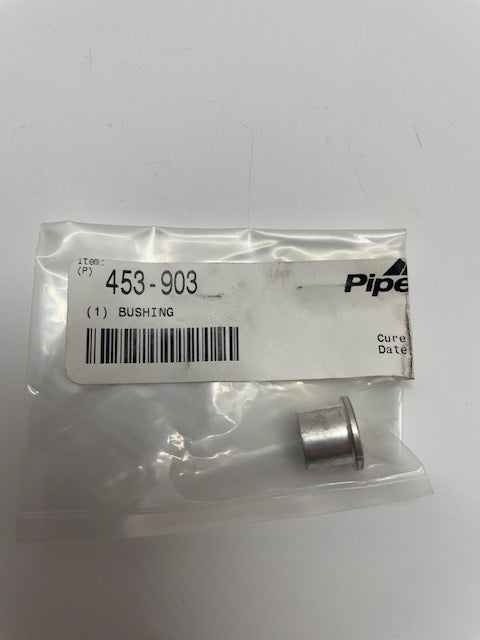 Item:
(P) 453-903
Pipe
(1) BUSHING
Cure
Date